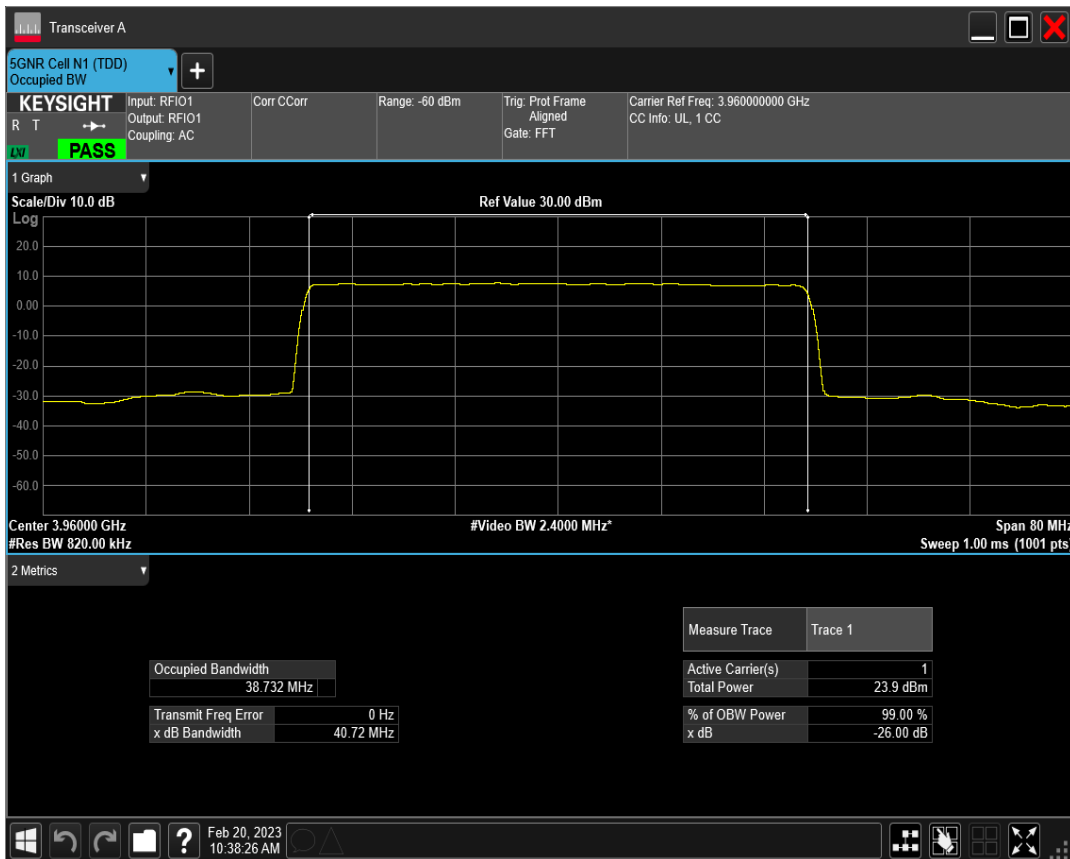 Transceiver A
5GNR Cell N1 (TDD)
Occupied BW
+
KEYSIGHT
R T
LXI
PASS
Input: RFIO1
Output: RFIO1
Coupling: AC
Corr CCorr
Range: -60 dBm
Trig: Prot Frame
Aligned
Gate: FFT
Carrier Ref Freq: 3.960000000 GHz
CC Info: UL, 1 CC
1 Graph
Scale/Div 10.0 dB
Ref Value 30.00 dBm
Log
20.0
10.0
0.00
-10.0
-20.0
-30.0
-40.0
-50.0
-60.0
Center 3.96000 GHz
#Video BW 2.4000 MHz*
Span 80 MHz
#Res BW 820.00 kHz
Sweep 1.00 ms (1001 pts)
2 Metrics
Measure Trace Trace 1
Occupied Bandwidth
38.732 MHz
Transmit Freq Error 0 Hz
x dB Bandwidth 40.72 MHz
Active Carrier(s) 1
Total Power 23.9 dBm
% of OBW Power 99.00 %
x dB -26.00 dB
?
Feb 20, 2023
10:38:26 AM